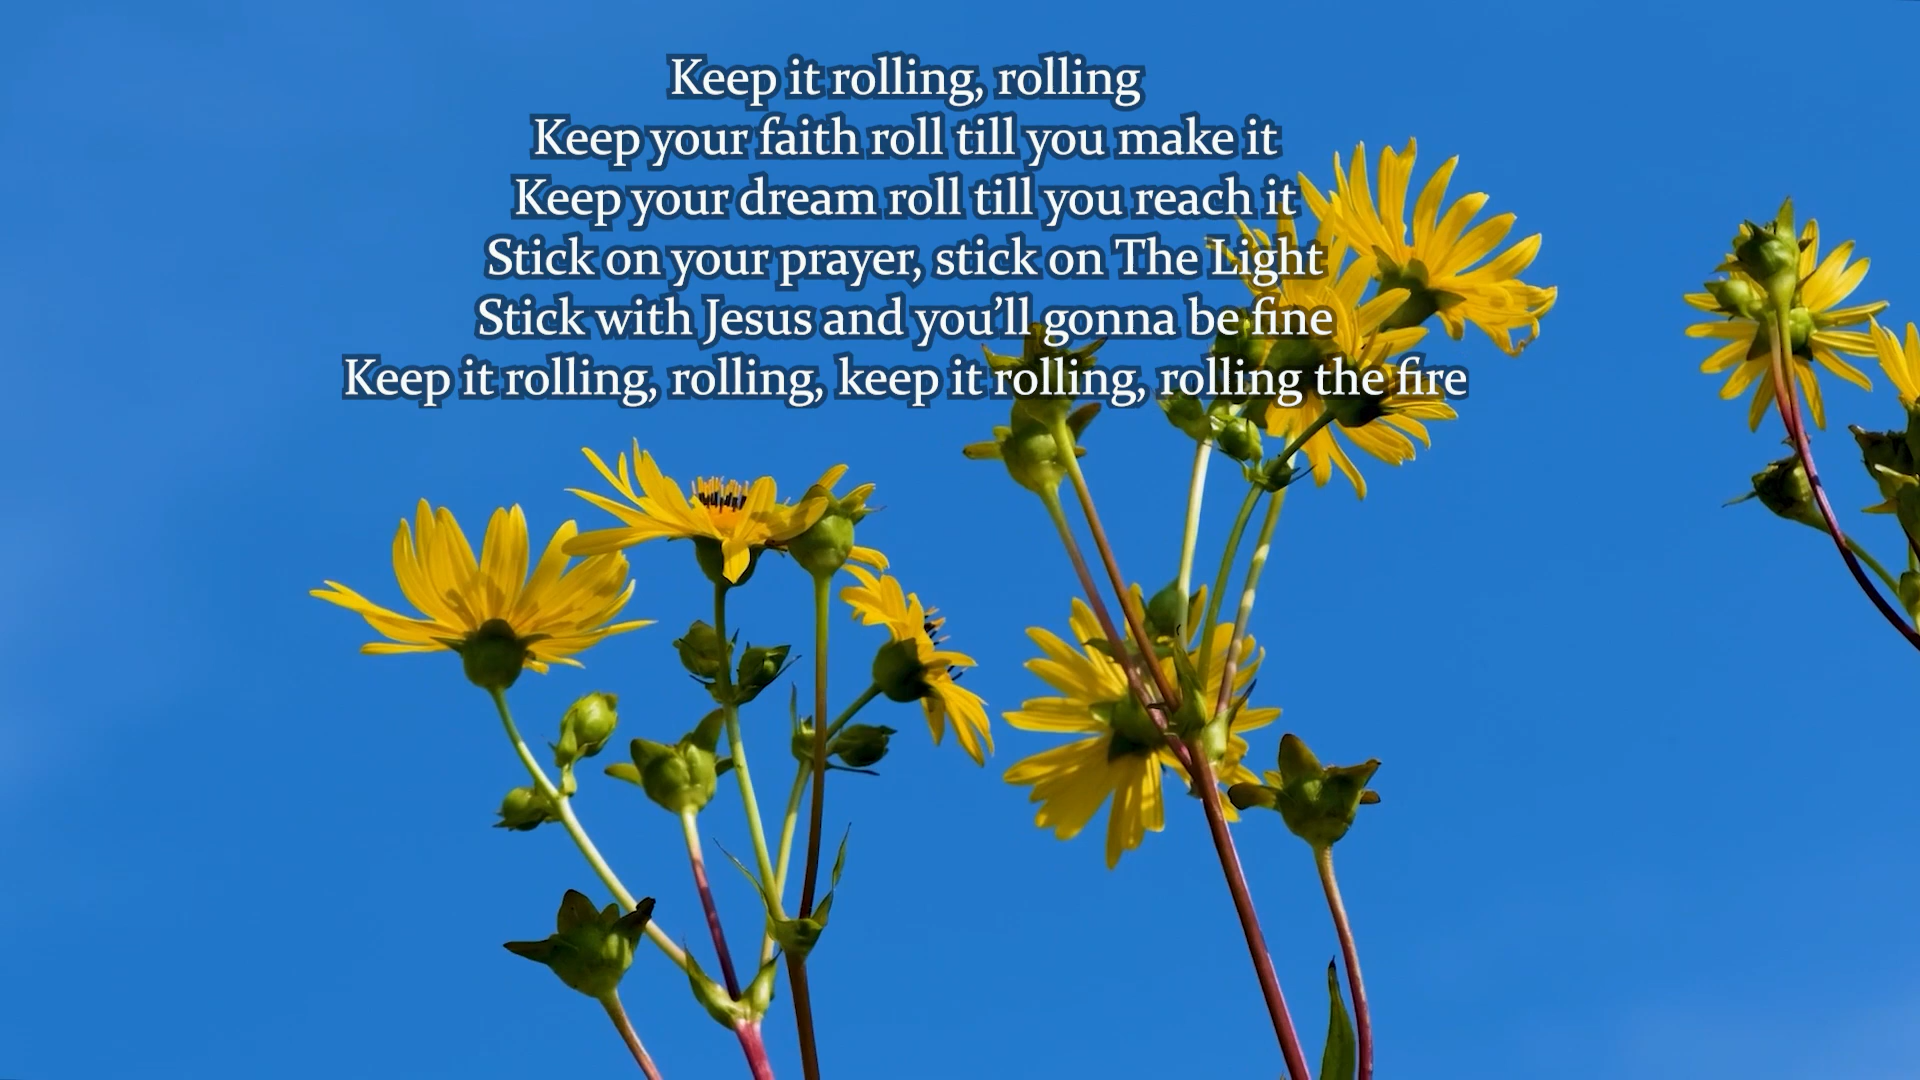 Keep it rolling, rolling
Keep your faith roll till you make it
Keep your dream roll till you reach it
Stick on your prayer, stick on The Light
Stick with Jesus and you’ll gonna be fine
Keep it rolling, rolling, keep it rolling, rolling the fire